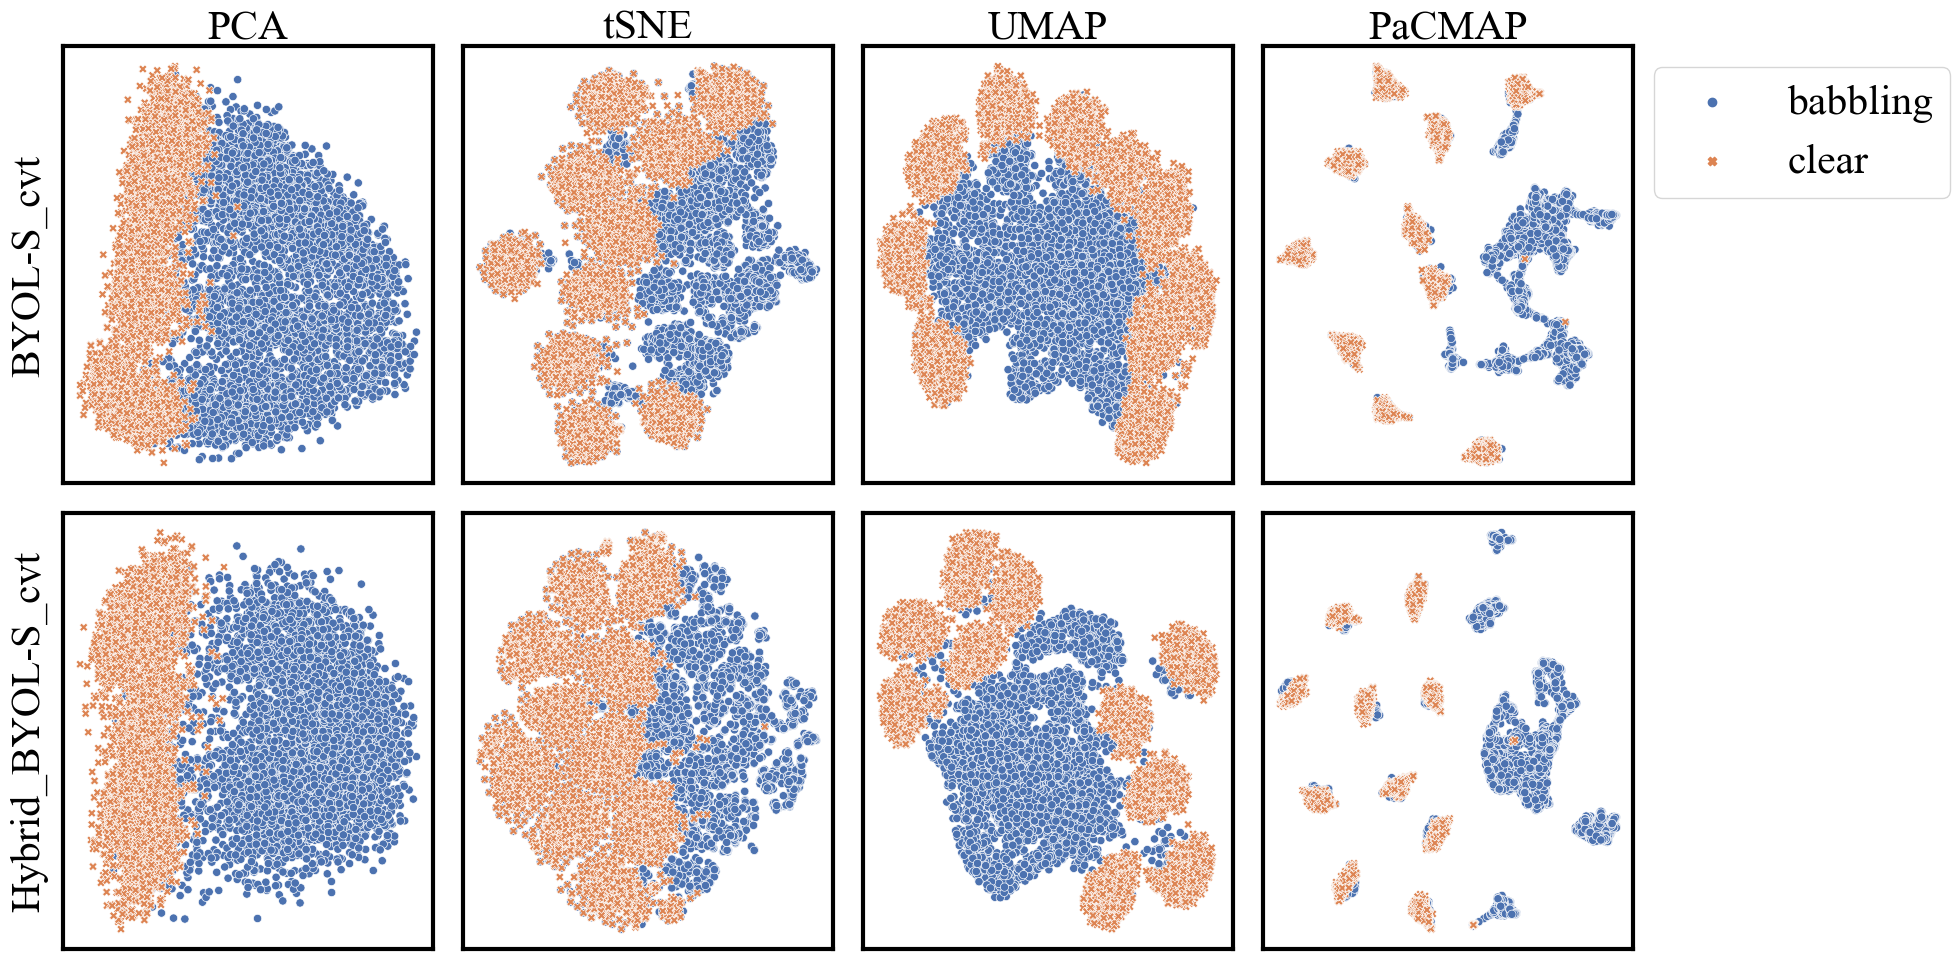 PCA
tSNE
UMAP
PaCMAP
babbling
clear
BYOL-S_cvt
Hybrid_BYOL-S_cvt